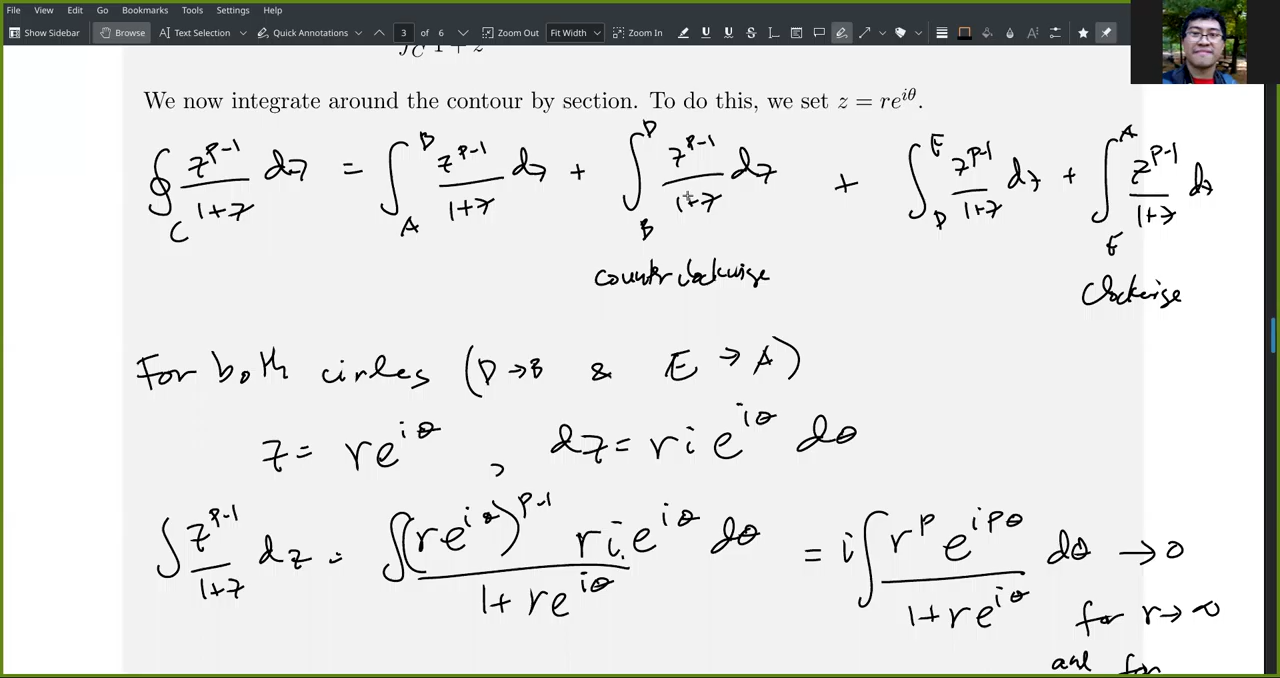 File View Edit Go Bookmarks Tools Settings Help
Show Sidebar Browse Text Selection Quick Annotations 3 of 6 Zoom Out Fit Width Zoom In
∫_C 1 + z
We now integrate around the contour by section. To do this, we set z = re^{iθ}.
∮_C z^{p-1}/(1+z) dz = ∫_A^B z^{p-1}/(1+z) dz + ∫_B^D z^{p-1}/(1+z) dz + ∫_D^E z^{p-1}/(1+z) dz + ∫_E^A z^{p-1}/(1+z) dz
counterclockwise clockwise
For both cirles (D → B & E → A)
z = re^{iθ}, dz = rie^{iθ} dθ
∫ z^{p-1}/(1+z) dz = ∫ (re^{iθ})^{p-1} rie^{iθ} dθ/(1+re^{iθ}) = i∫ r^p e^{ipθ}/(1+re^{iθ}) dθ → 0
for r → ∞
and for